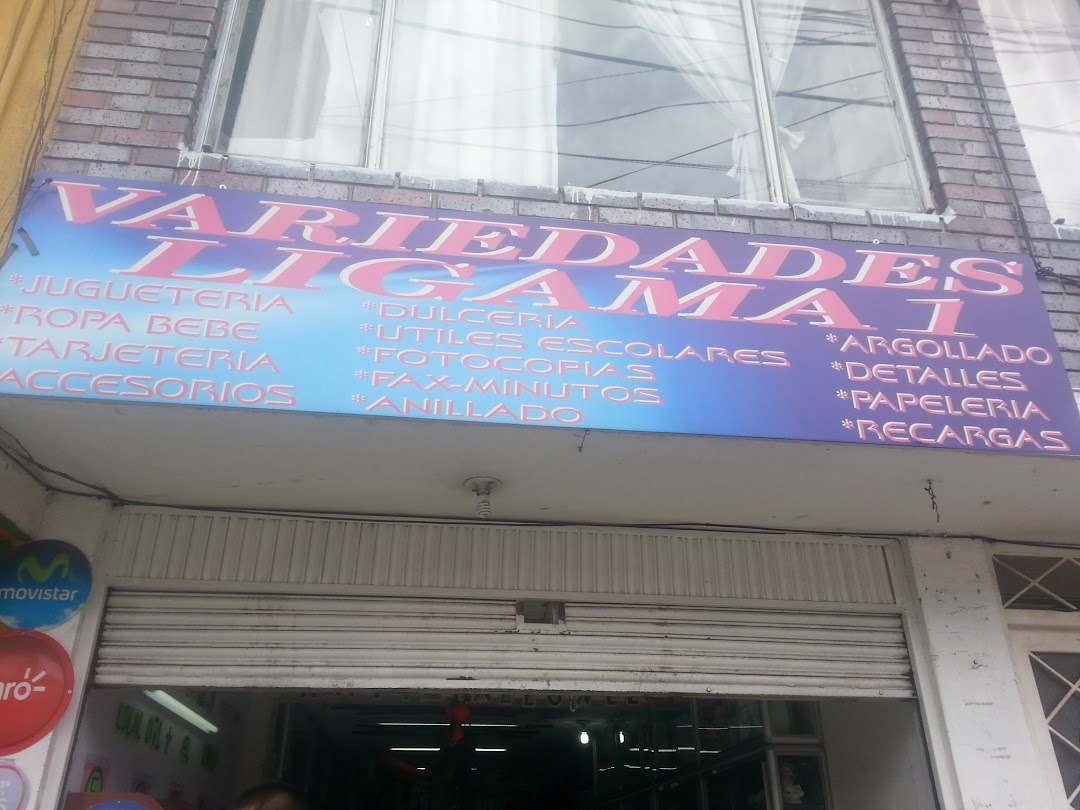 VARIEDADES
LIGAMA 1
*JUGUETERIA
*ROPA BEBE
*TARJETERIA
ACCESORIOS
*DULCERIA
*UTILES ESCOLARES
*FOTOCOPIAS
*FAX-MINUTOS
*ANILLADO
*ARGOLLADO
*DETALLES
*PAPELERIA
*RECARGAS
movistar